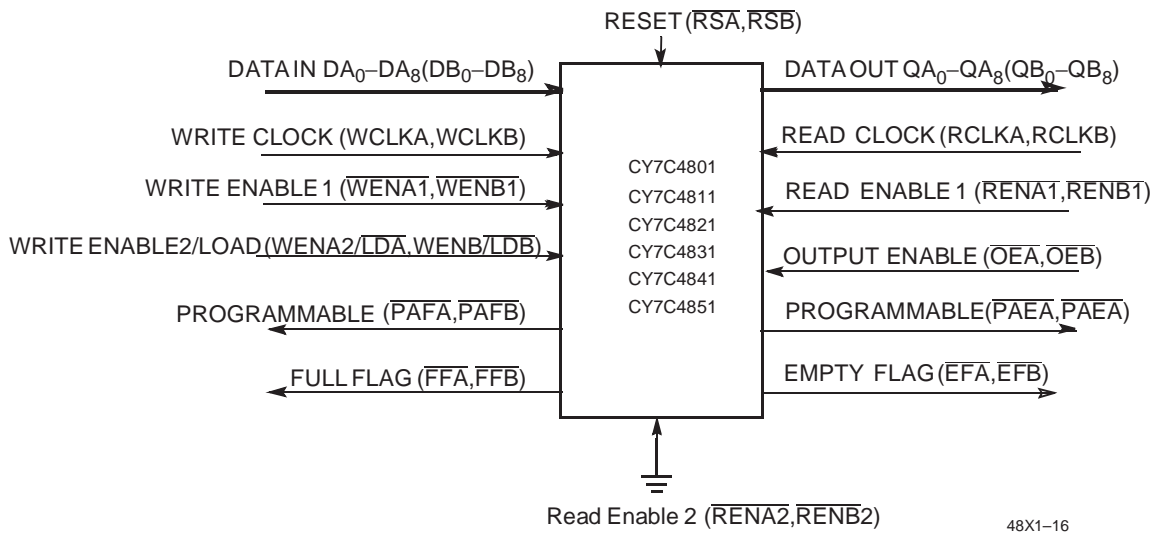 RESET (RSA,RSB)
DATA IN DA0–DA8(DB0–DB8)
DATA OUT QA0–QA8(QB0–QB8)
WRITE CLOCK (WCLKA,WCLKB)
READ CLOCK (RCLKA,RCLKB)
WRITE ENABLE 1 (WENA1,WENB1)
READ ENABLE 1 (RENA1,RENB1)
WRITE ENABLE2/LOAD(WENA2/LDA,WENB/LDB)
OUTPUT ENABLE (OEA,OEB)
PROGRAMMABLE (PAFA,PAFB)
PROGRAMMABLE(PAEA,PAEA)
FULL FLAG (FFA,FFB)
EMPTY FLAG (EFA,EFB)
CY7C4801
CY7C4811
CY7C4821
CY7C4831
CY7C4841
CY7C4851
Read Enable 2 (RENA2,RENB2)
48X1–16